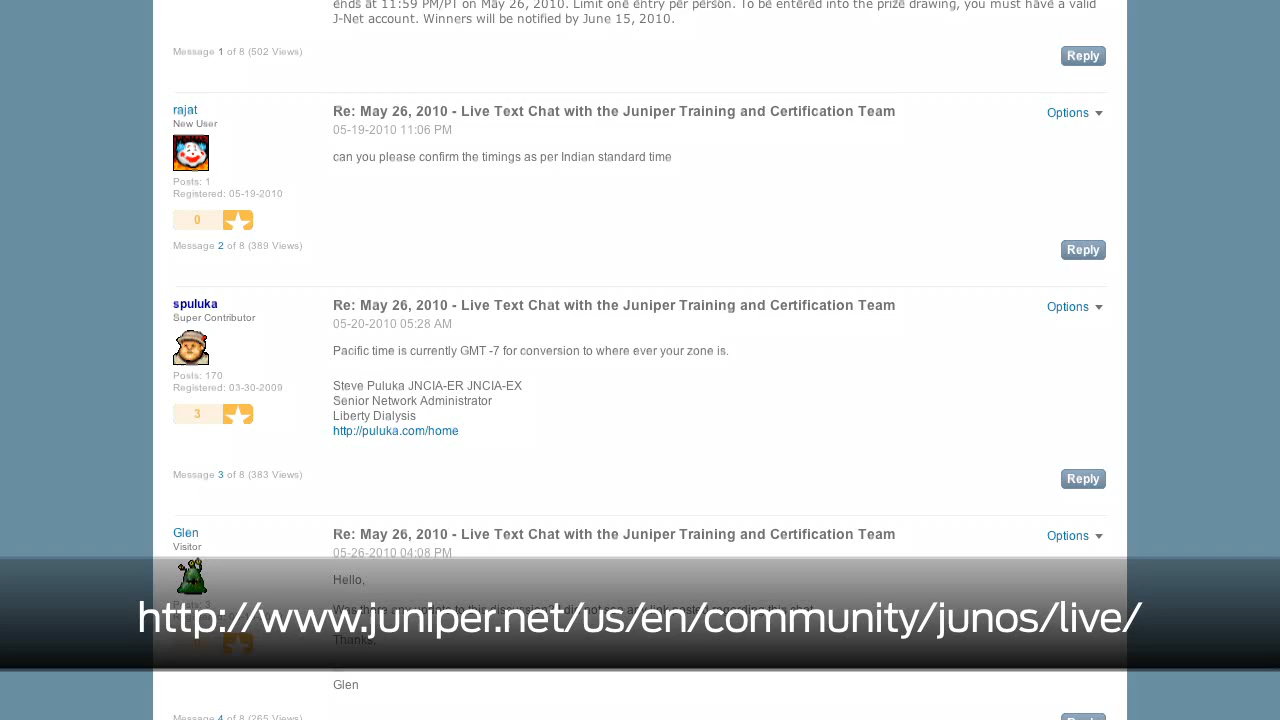 ends at 11:59 PM/PT on May 26, 2010. Limit one entry per person. To be entered into the prize drawing, you must have a valid
J-Net account. Winners will be notified by June 15, 2010.
Message 1 of 8 (502 Views)
Reply
rajat
New User
Posts: 1
Registered: 05-19-2010
0
Message 2 of 8 (389 Views)
Re: May 26, 2010 - Live Text Chat with the Juniper Training and Certification Team
Options
05-19-2010 11:06 PM
can you please confirm the timings as per Indian standard time
Reply
spuluka
Super Contributor
Posts: 170
Registered: 03-30-2009
3
Message 3 of 8 (383 Views)
Re: May 26, 2010 - Live Text Chat with the Juniper Training and Certification Team
Options
05-20-2010 05:28 AM
Pacific time is currently GMT -7 for conversion to where ever your zone is.
Steve Puluka JNCIA-ER JNCIA-EX
Senior Network Administrator
Liberty Dialysis
http://puluka.com/home
Reply
Glen
Visitor
Re: May 26, 2010 - Live Text Chat with the Juniper Training and Certification Team
Options
05-26-2010 04:08 PM
Hello,
http://www.juniper.net/us/en/community/junos/live/
Thanks,
Glen
Message 4 of 8 (265 Views)
Reply